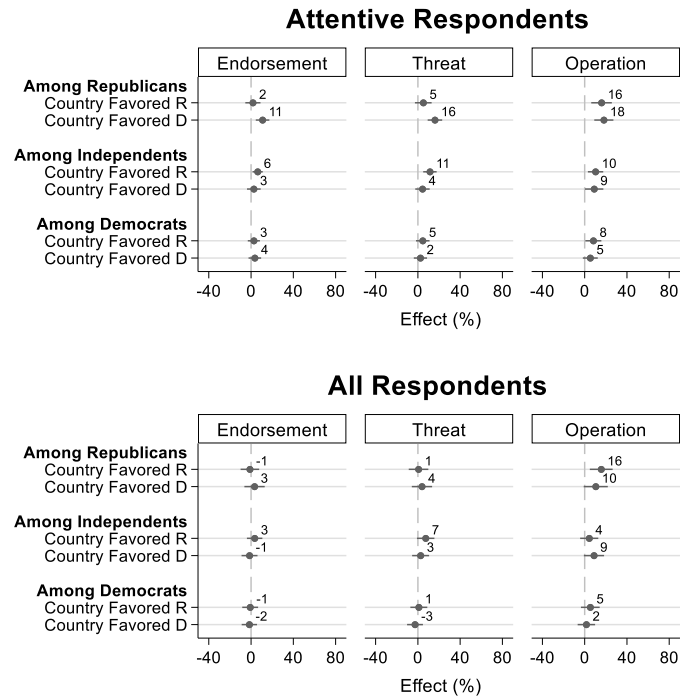 Attentive Respondents
Endorsement Threat Operation
Among Republicans
Country Favored R 2 5 16
Country Favored D 11 16 18
Among Independents
Country Favored R 6 11 10
Country Favored D 3 4 9
Among Democrats
Country Favored R 3 5 8
Country Favored D 4 2 5
-40 0 40 80 -40 0 40 80 -40 0 40 80
Effect (%)
All Respondents
Endorsement Threat Operation
Among Republicans
Country Favored R -1 1 16
Country Favored D 3 4 10
Among Independents
Country Favored R 3 7 4
Country Favored D -1 3 9
Among Democrats
Country Favored R -1 1 5
Country Favored D -2 -3 2
-40 0 40 80 -40 0 40 80 -40 0 40 80
Effect (%)